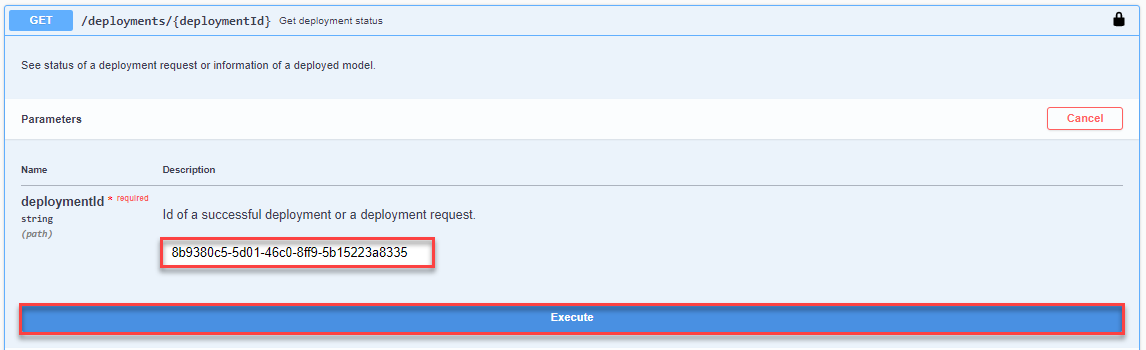 GET /deployments/{deploymentId} Get deployment status
See status of a deployment request or information of a deployed model.
Parameters Cancel
Name Description
deploymentId * required
string
(path)
Id of a successful deployment or a deployment request.
8b9380c5-5d01-46c0-8ff9-5b15223a8335
Execute